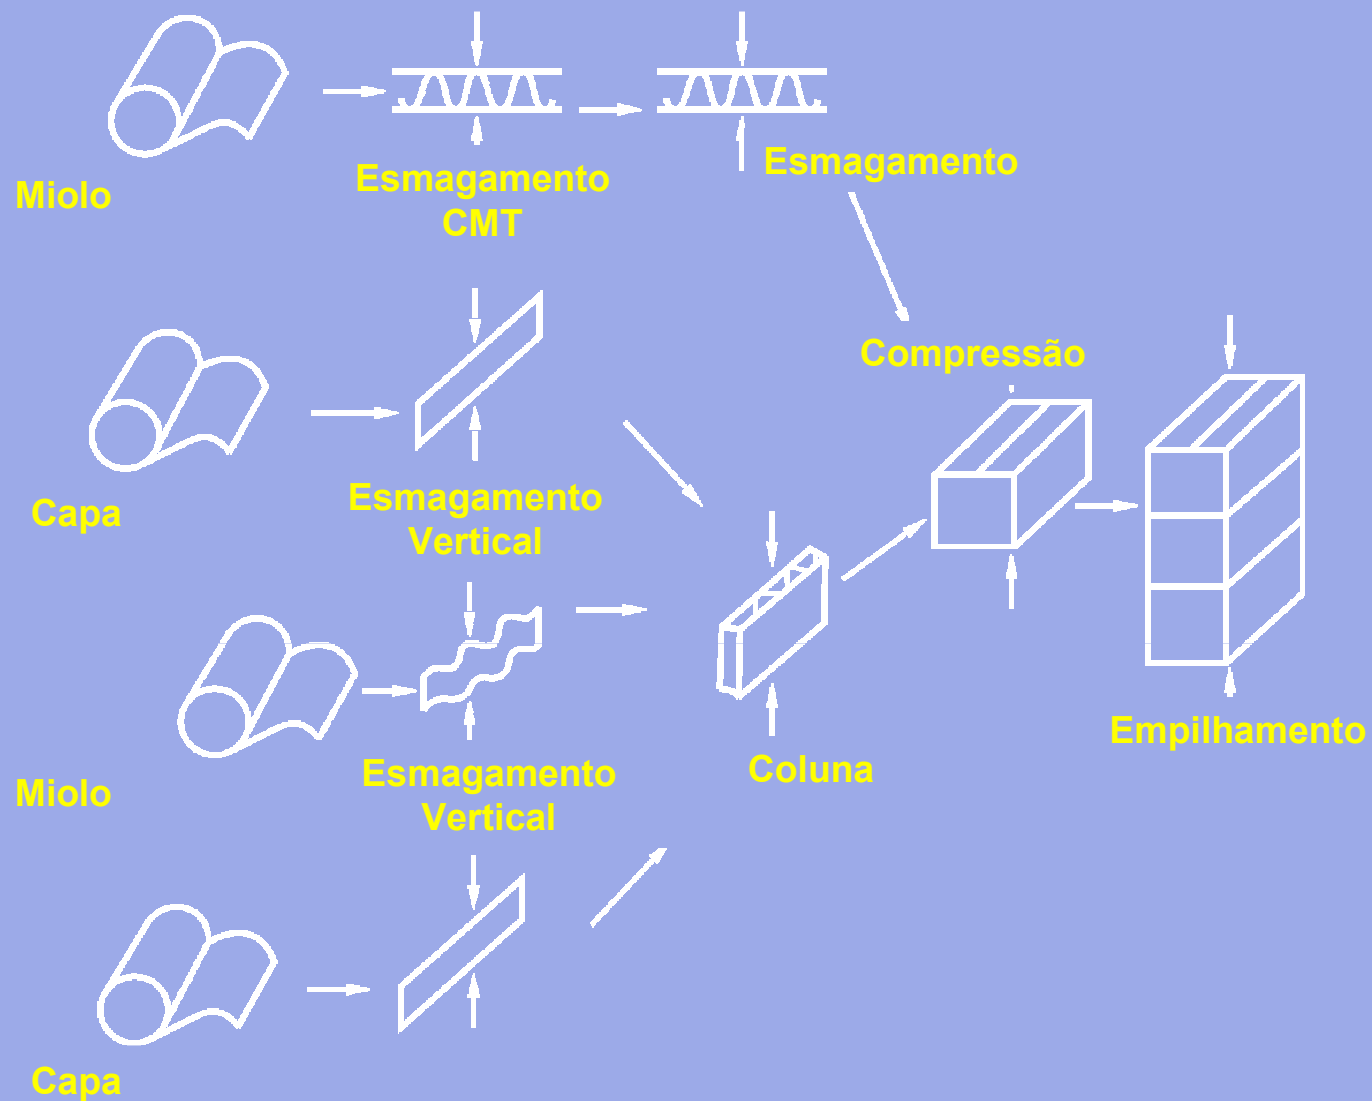 Miolo
Esmagamento
CMT
Esmagamento
Compressão
Capa
Esmagamento
Vertical
Miolo
Esmagamento
Vertical
Coluna
Empilhamento
Capa